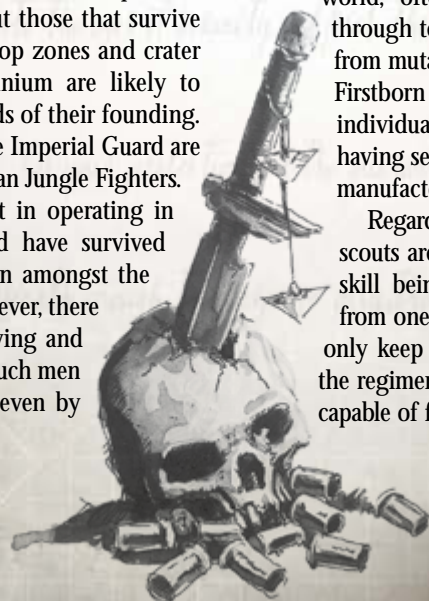 ut those that survive
op zones and crater
nium are likely to
ds of their founding.
e Imperial Guard are
an Jungle Fighters.
t in operating in
d have survived
n amongst the
ever, there
ving and
uch men
even by
through to
from muta
Firstborn
individua
having se
manufact
Regard
scouts are
skill bein
from one
only keep
the regimen
capable of f